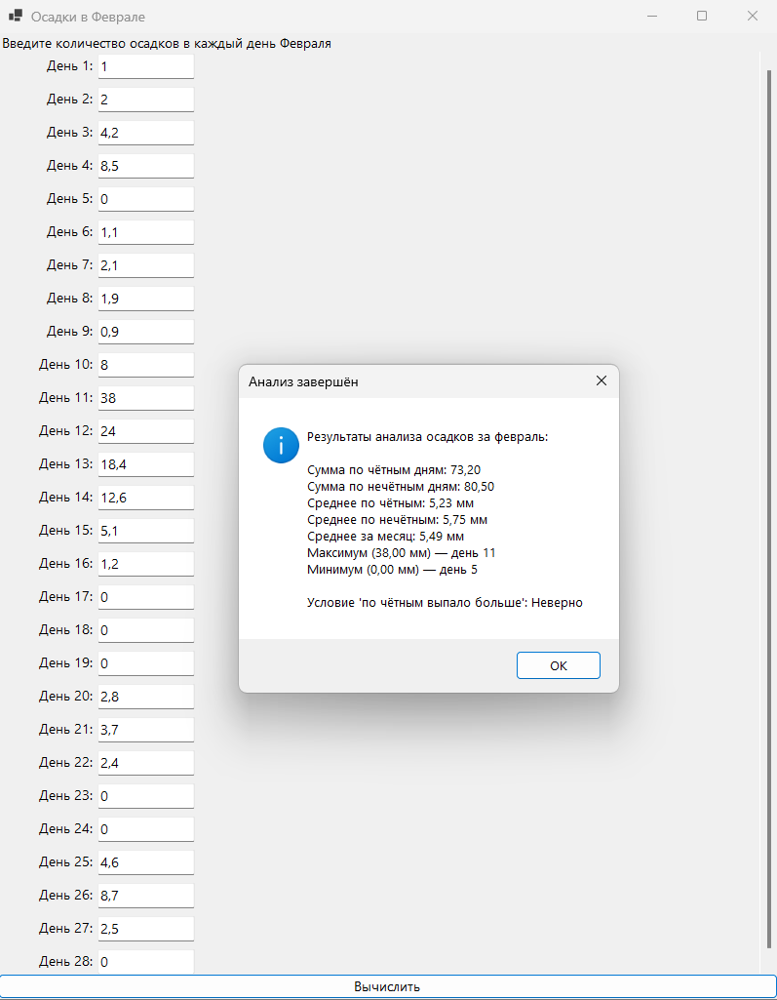 Осадки в Феврале
Введите количество осадков в каждый день Февраля
День 1: 1
День 2: 2
День 3: 4,2
День 4: 8,5
День 5: 0
День 6: 1,1
День 7: 2,1
День 8: 1,9
День 9: 0,9
День 10: 8
День 11: 38
День 12: 24
День 13: 18,4
День 14: 12,6
День 15: 5,1
День 16: 1,2
День 17: 0
День 18: 0
День 19: 0
День 20: 2,8
День 21: 3,7
День 22: 2,4
День 23: 0
День 24: 0
День 25: 4,6
День 26: 8,7
День 27: 2,5
День 28: 0
Вычислить
Анализ завершён
Результаты анализа осадков за февраль:
Сумма по чётным дням: 73,20
Сумма по нечётным дням: 80,50
Среднее по чётным: 5,23 мм
Среднее по нечётным: 5,75 мм
Среднее за месяц: 5,49 мм
Максимум (38,00 мм) — день 11
Минимум (0,00 мм) — день 5
Условие 'по чётным выпало больше': Неверно
ОК